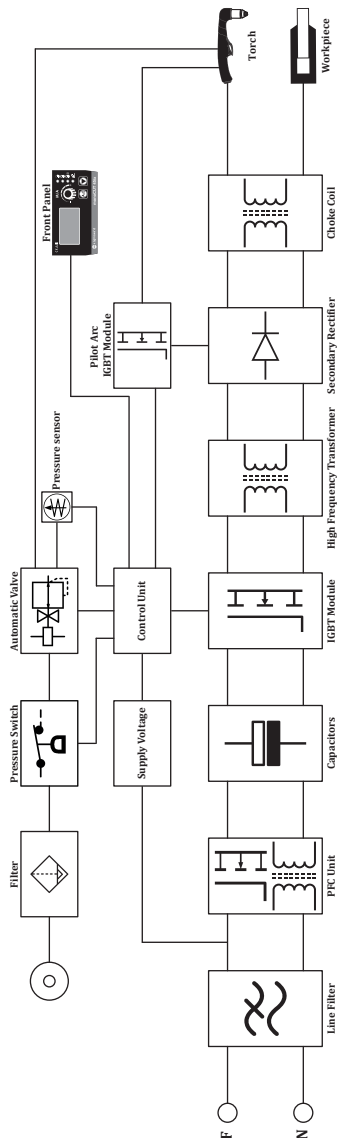 Filter
Pressure Switch
Automatic Valve
Pressure sensor
Front Panel
Torch
Workpiece
Supply Voltage
Control Unit
Pilot Arc
IGBT Module
F
N
Line Filter
PFC Unit
Capacitors
IGBT Module
High Frequency Transformer
Secondary Rectifier
Choke Coil